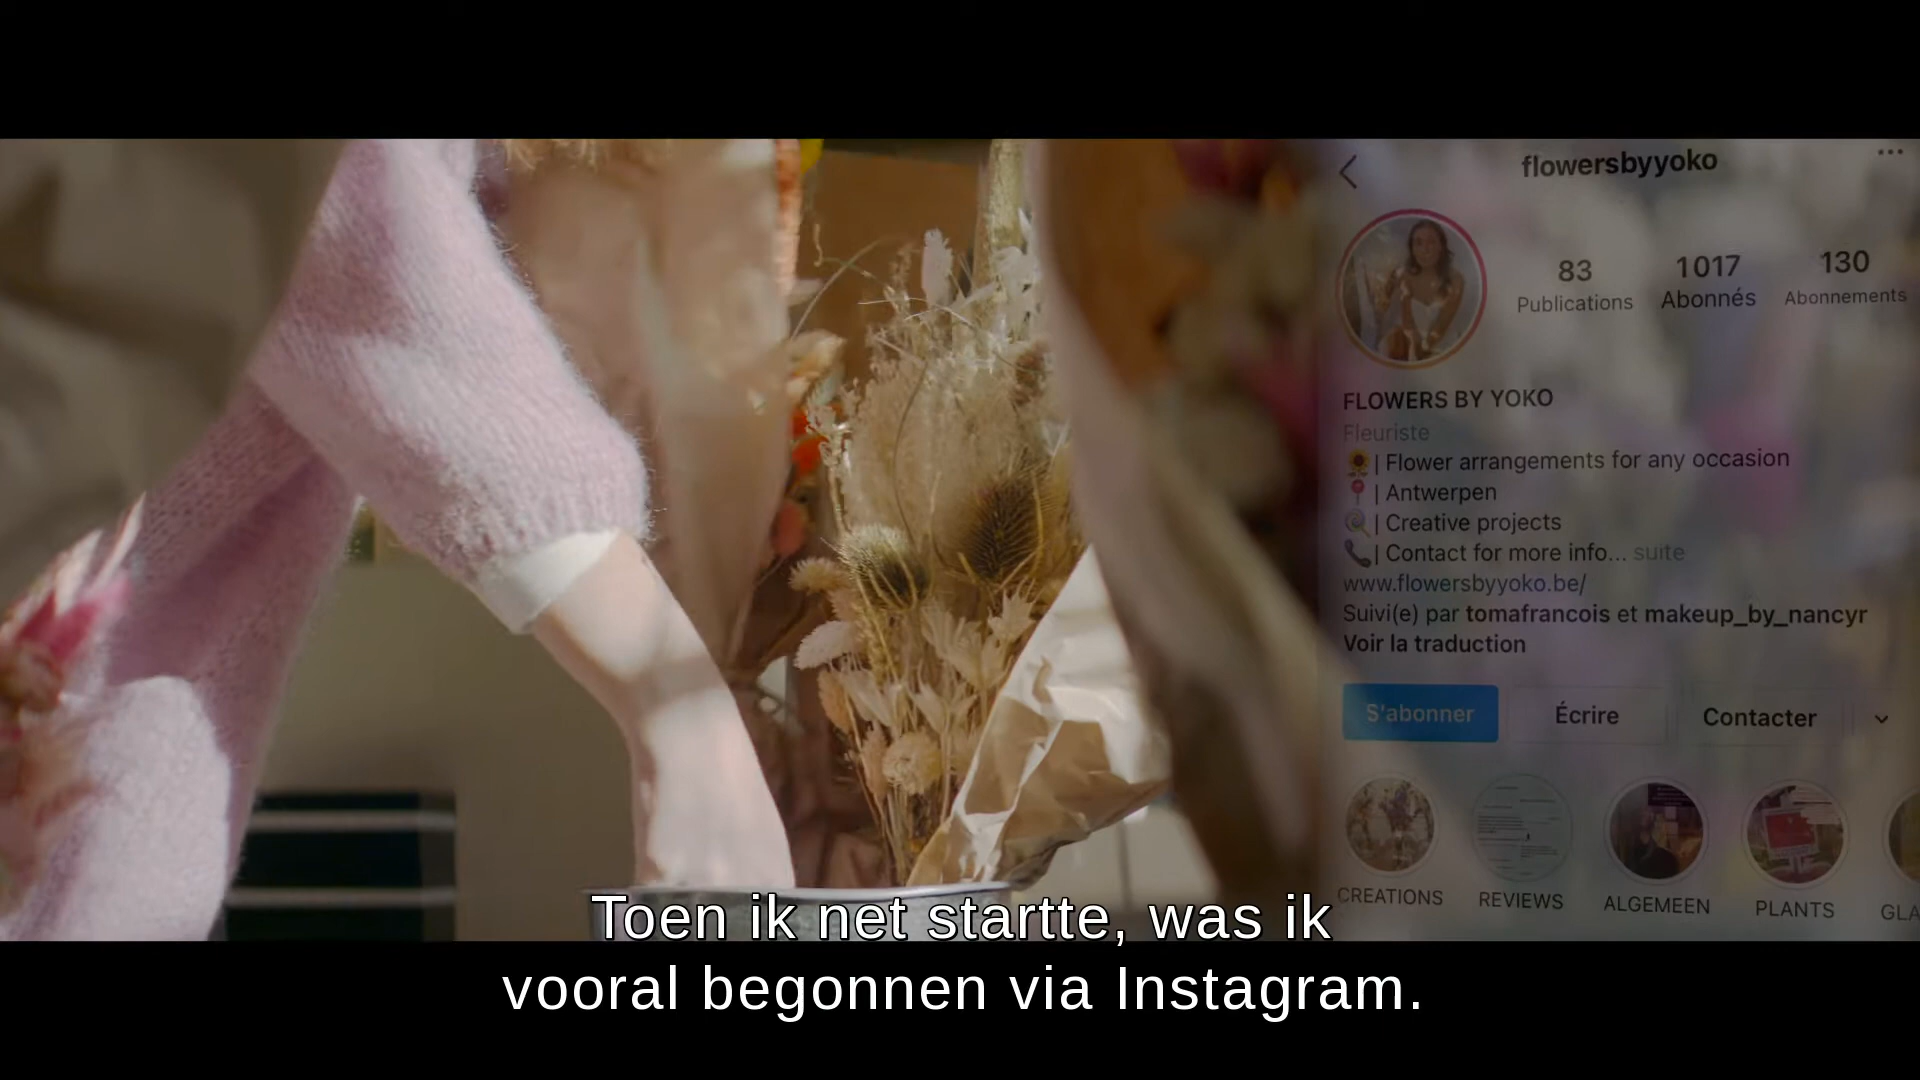 flowersbyyoko
83 1017 130
Publications Abonnés Abonnements
FLOWERS BY YOKO
Fleuriste
| Flower arrangements for any occasion
| Antwerpen
| Creative projects
| Contact for more info... suite
www.flowersbyyoko.be/
Suivi(e) par tomafrancois et makeup_by_nancyr
Voir la traduction
S'abonner Écrire Contacter
CREATIONS REVIEWS ALGEMEEN PLANTS GLA
Toen ik net startte, was ik
vooral begonnen via Instagram.